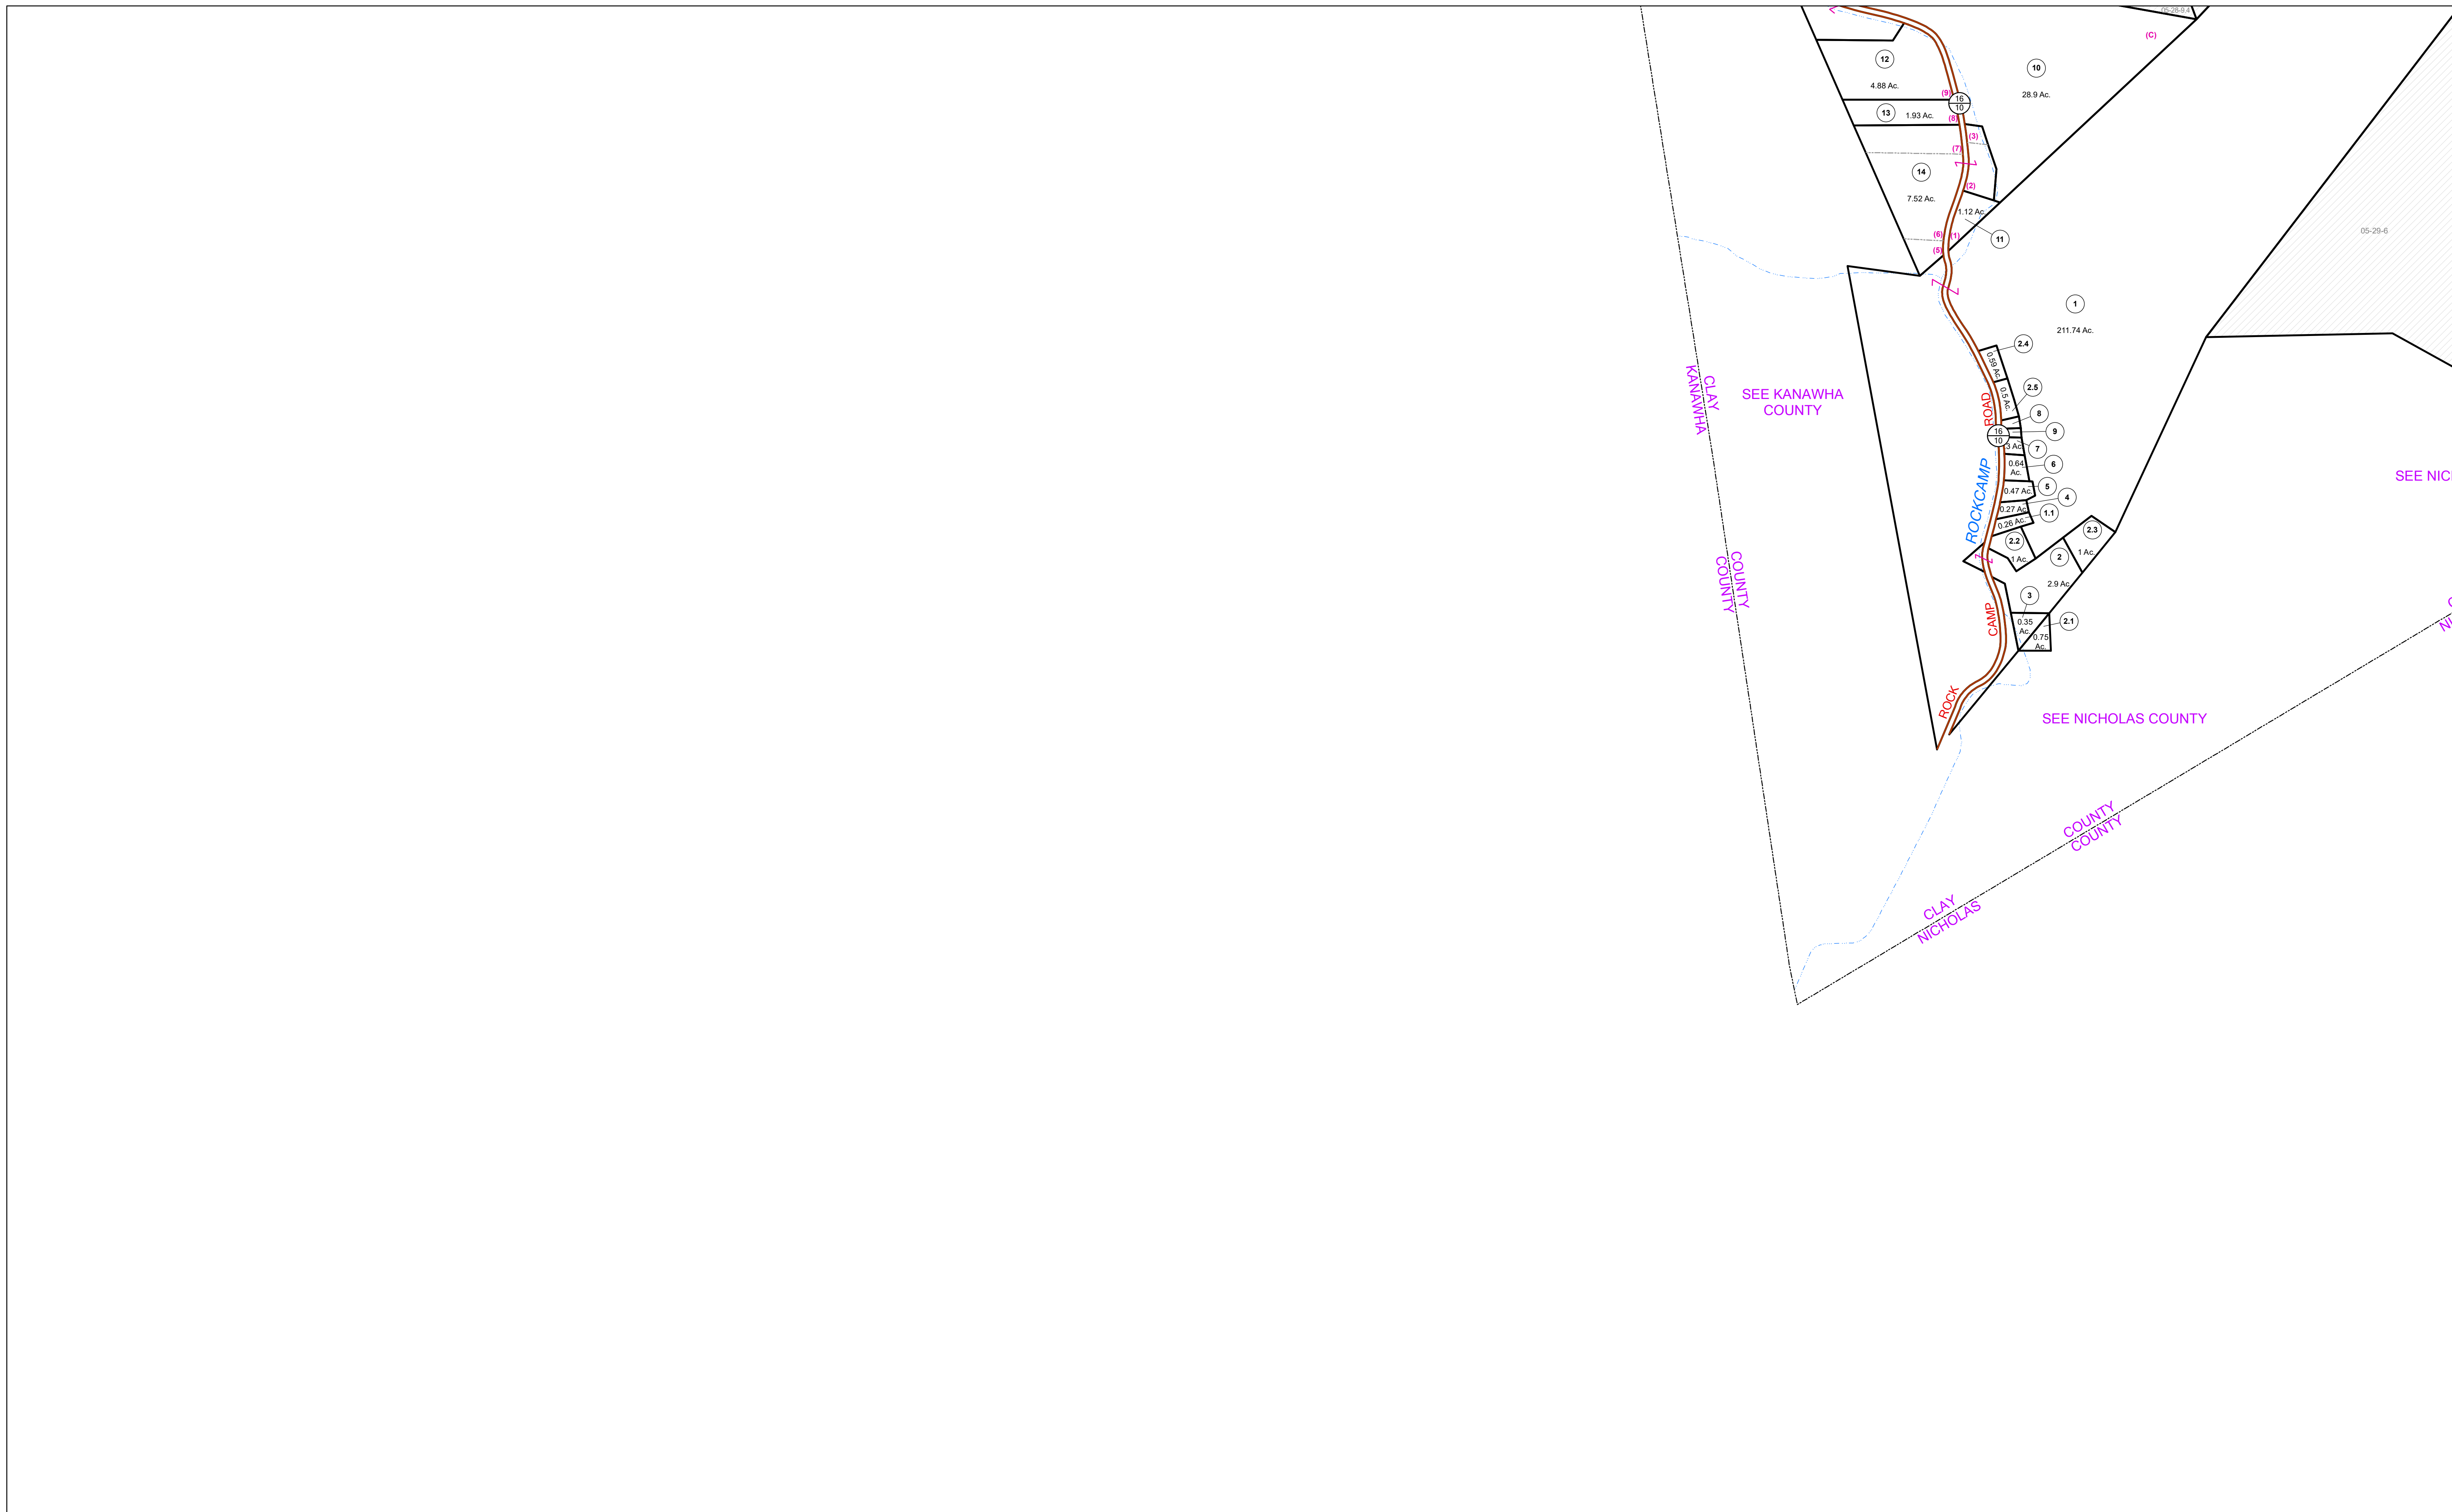 05-28-9.4
(C)
12
10
4.88 Ac.
28.9 Ac.
(9)
16
10
13
1.93 Ac.
(8)
(3)
(7)
14
(2)
7.52 Ac.
1.12 Ac.
05-29-6
(6)
(1)
11
(5)
1
211.74 Ac.
2.4
0.59 Ac.
CLAY
KANAWHA
SEE KANAWHA
COUNTY
2.5
0.5 Ac.
ROAD
8
16
10
9
3 Ac.
7
0.64
Ac.
6
SEE NIC
0.47 Ac.
5
ROCKCAMP
4
0.27 Ac.
1.1
0.26 Ac.
2.3
2.2
1 Ac.
2
1 Ac.
COUNTY
COUNTY
2.9 Ac.
3
CAMP
0.35
Ac.
2.1
0.75
Ac.
ROCK
SEE NICHOLAS COUNTY
COUNTY
COUNTY
CLAY
NICHOLAS